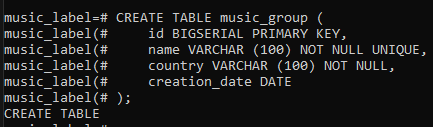 music_label=# CREATE TABLE music_group (
music_label(#     id BIGSERIAL PRIMARY KEY,
music_label(#     name VARCHAR (100) NOT NULL UNIQUE,
music_label(#     country VARCHAR (100) NOT NULL,
music_label(#     creation_date DATE
music_label(# );
CREATE TABLE